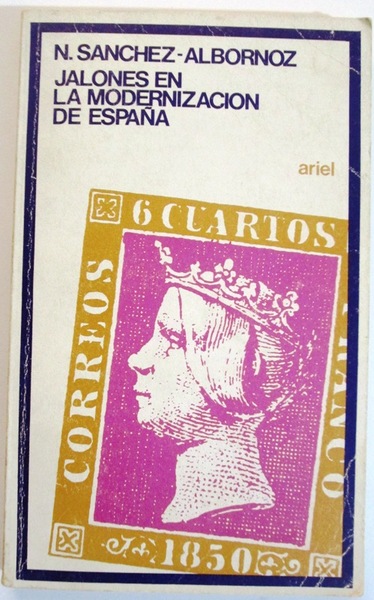 N. SANCHEZ-ALBORNOZ
JALONES EN
LA MODERNIZACION
DE ESPAÑA
ariel
6 CUARTOS
CORREOS
FRANCO
1850